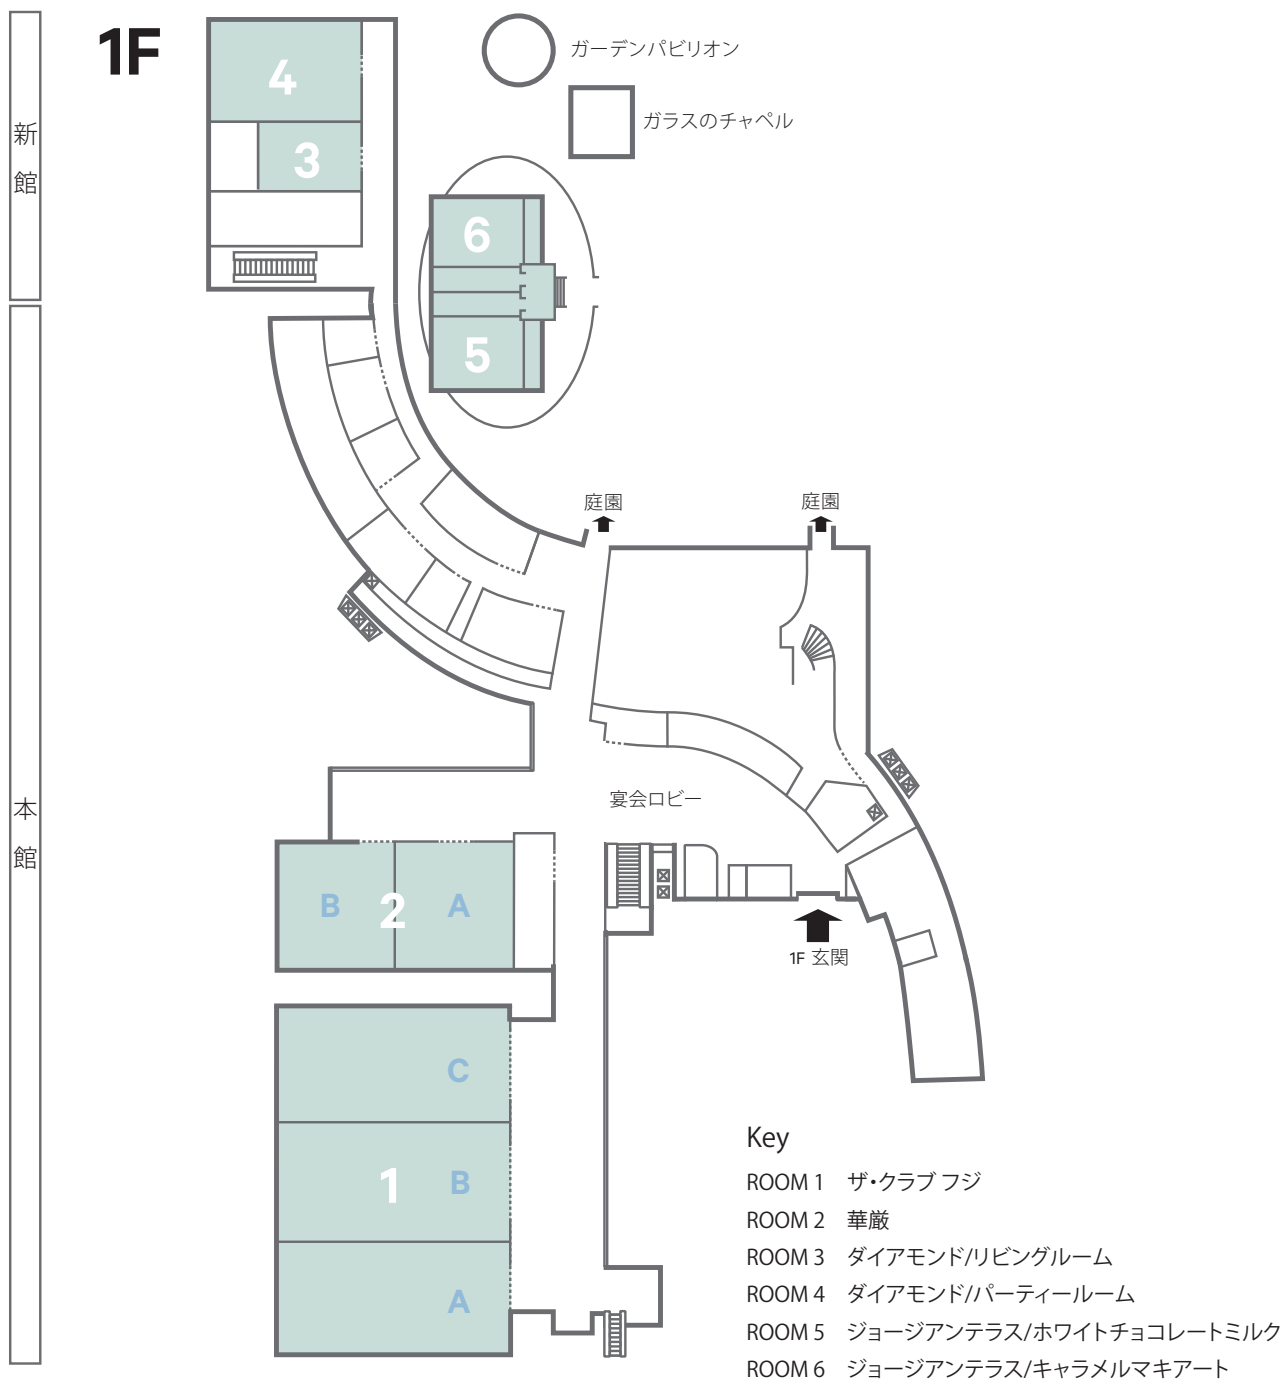 1F
新館
本館
ガーデンパビリオン
ガラスのチャペル
4
3
6
5
庭園
庭園
宴会ロビー
B
2
A
1F 玄関
C
1
B
A
Key
ROOM 1 ザ・クラブ フジ
ROOM 2 華厳
ROOM 3 ダイアモンド/リビングルーム
ROOM 4 ダイアモンド/パーティールーム
ROOM 5 ジョージアンテラス/ホワイトチョコレートミルク
ROOM 6 ジョージアンテラス/キャラメルマキアート